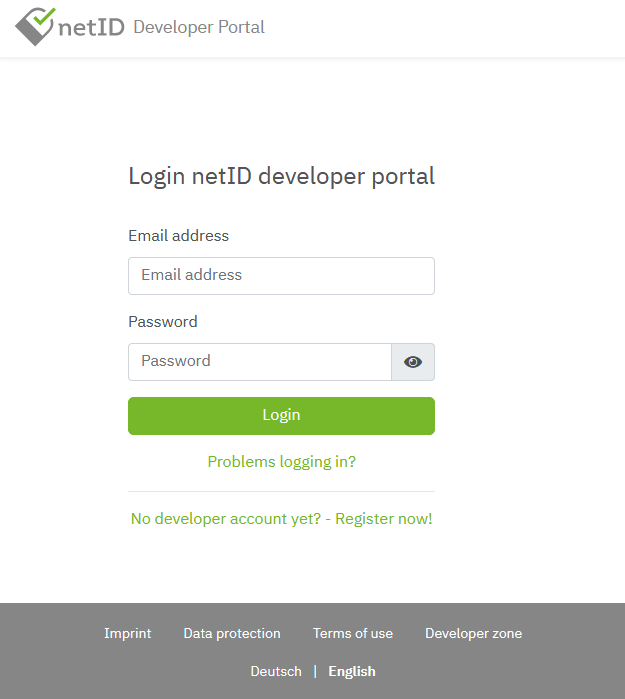 netID Developer Portal
Login netID developer portal
Email address
Email address
Password
Password
Login
Problems logging in?
No developer account yet? - Register now!
Imprint Data protection Terms of use Developer zone
Deutsch | English